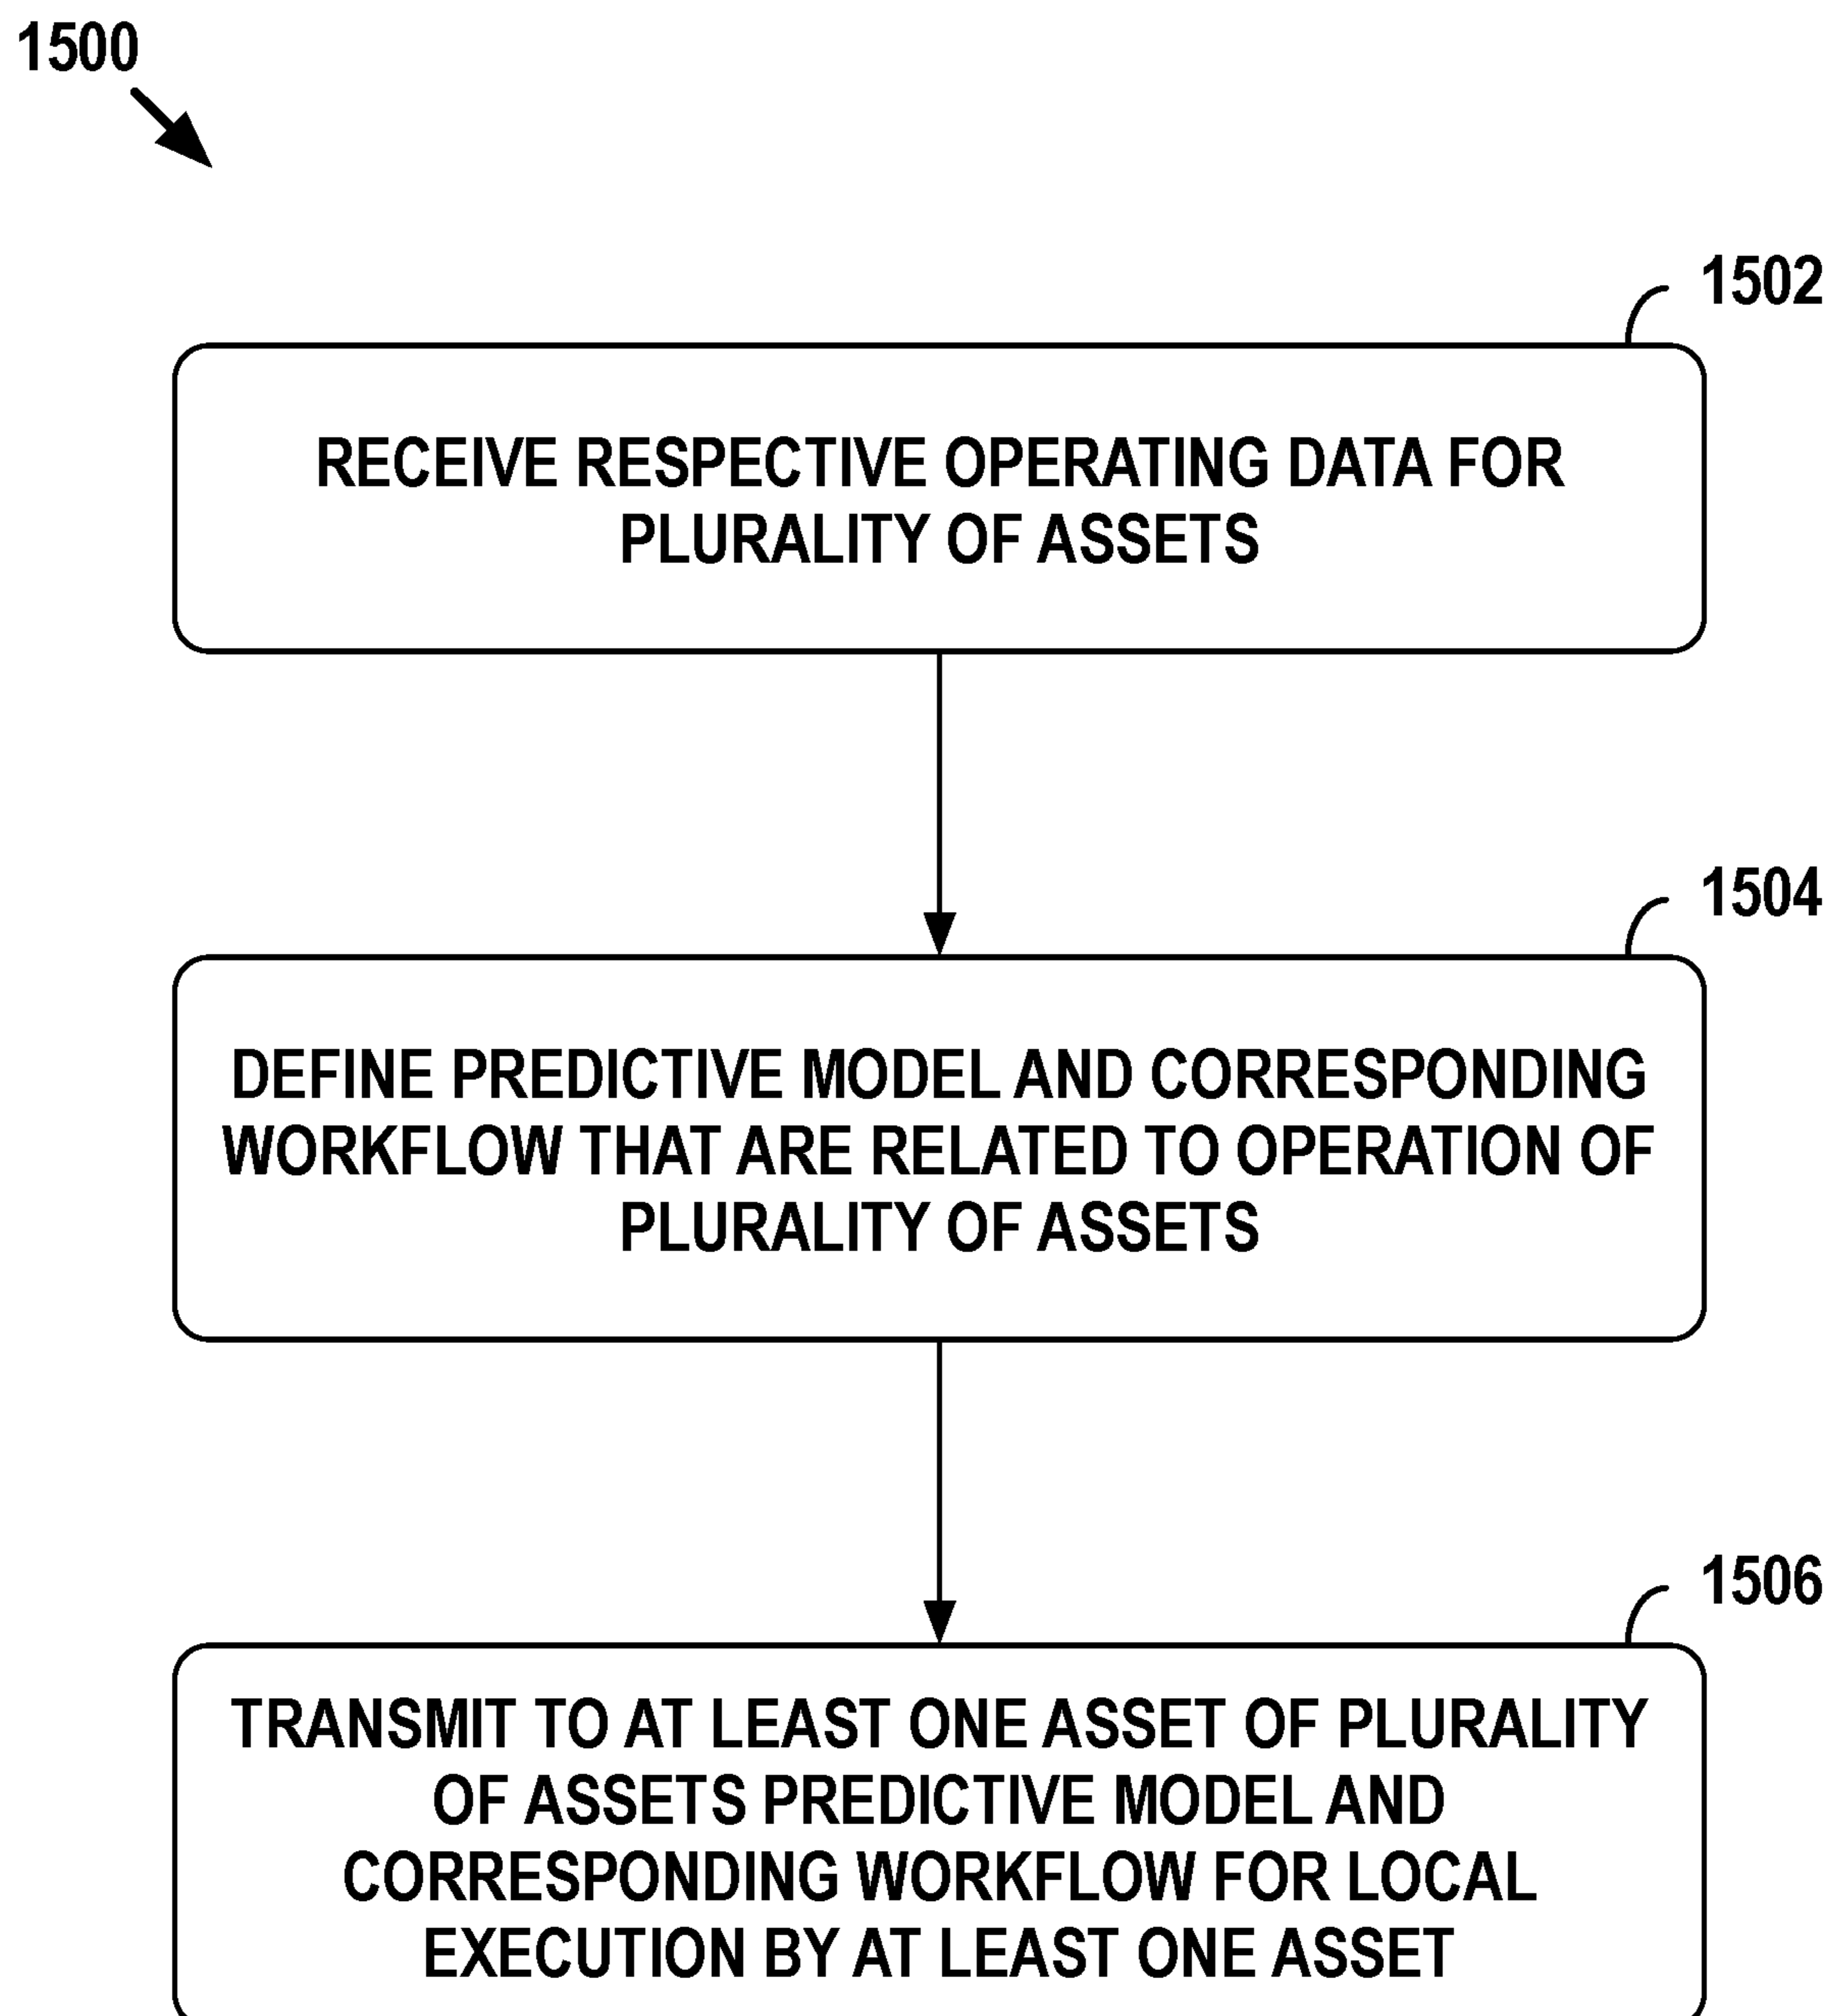 1500
1502
RECEIVE RESPECTIVE OPERATING DATA FOR
PLURALITY OF ASSETS
1504
DEFINE PREDICTIVE MODEL AND CORRESPONDING
WORKFLOW THAT ARE RELATED TO OPERATION OF
PLURALITY OF ASSETS
1506
TRANSMIT TO AT LEAST ONE ASSET OF PLURALITY
OF ASSETS PREDICTIVE MODEL AND
CORRESPONDING WORKFLOW FOR LOCAL
EXECUTION BY AT LEAST ONE ASSET